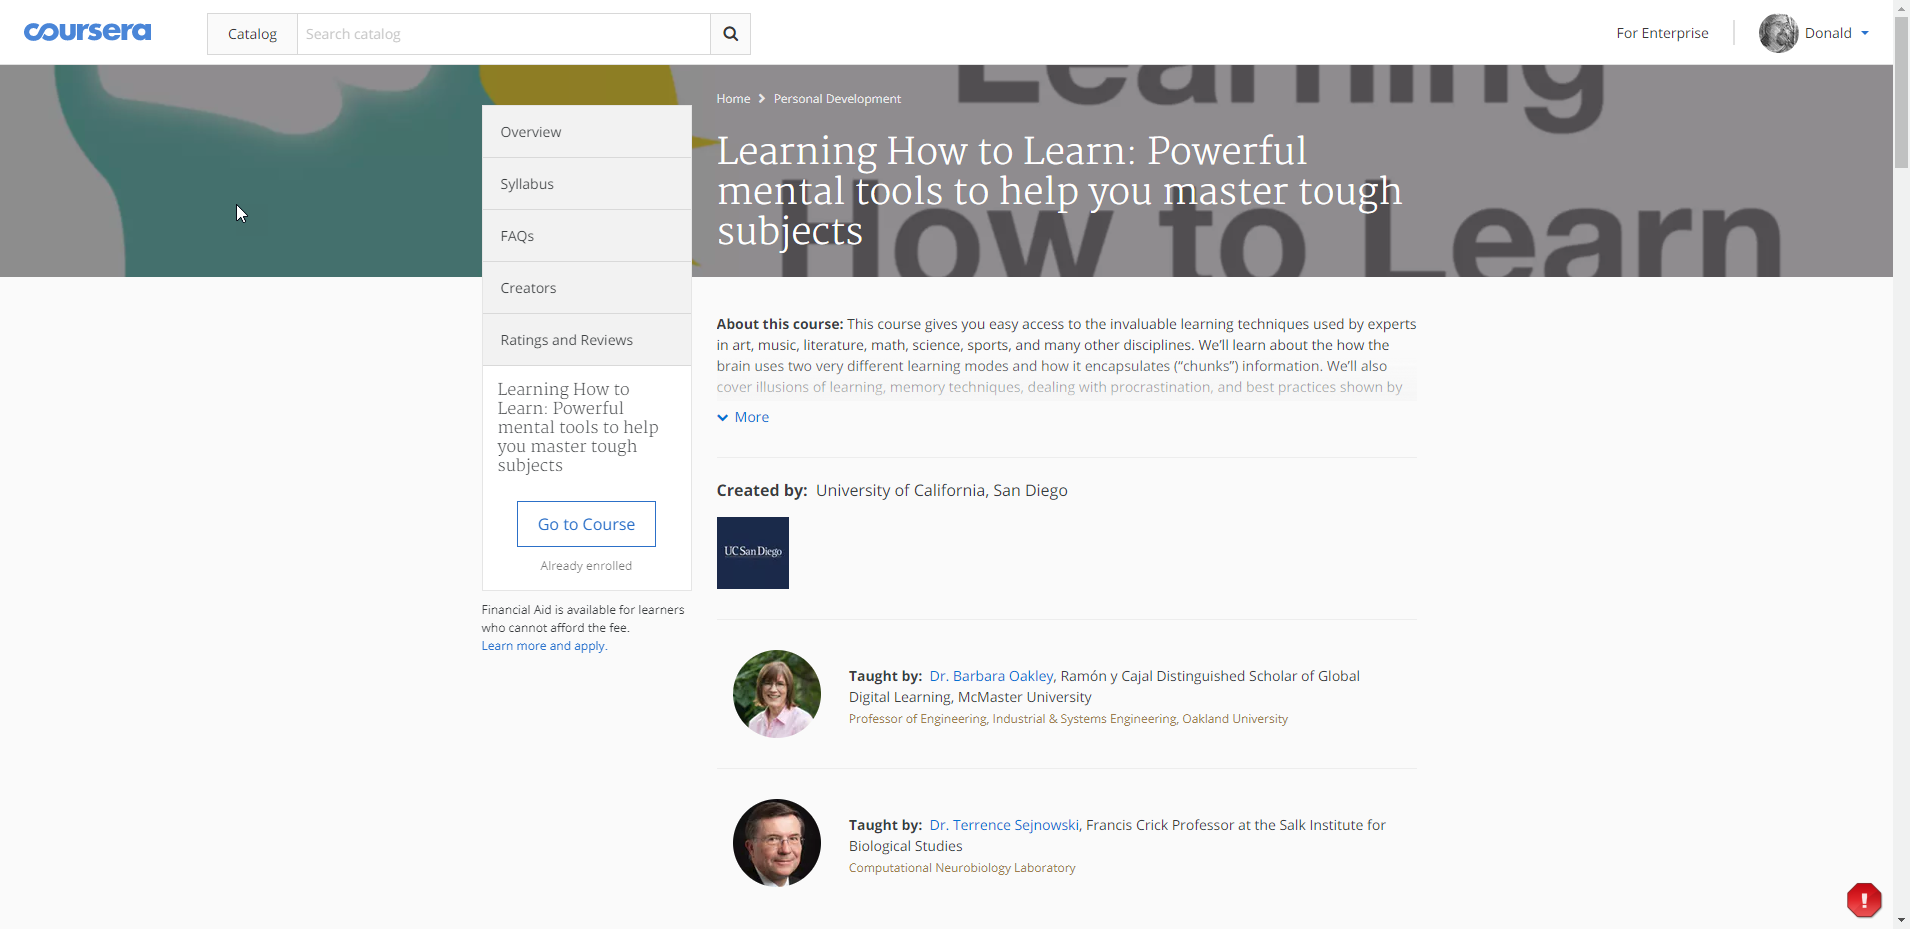 coursera
Catalog
Search catalog
For Enterprise
Donald
Learning
How to Learn
Home
Personal Development
Learning How to Learn: Powerful
mental tools to help you master tough
subjects
Overview
Syllabus
FAQs
Creators
Ratings and Reviews
Learning How to
Learn: Powerful
mental tools to help
you master tough
subjects
Go to Course
Already enrolled
Financial Aid is available for learners
who cannot afford the fee.
Learn more and apply.
About this course: This course gives you easy access to the invaluable learning techniques used by experts
in art, music, literature, math, science, sports, and many other disciplines. We’ll learn about the how the
brain uses two very different learning modes and how it encapsulates (“chunks”) information. We’ll also
cover illusions of learning, memory techniques, dealing with procrastination, and best practices shown by
More
Created by: University of California, San Diego
UC San Diego
Taught by: Dr. Barbara Oakley, Ramón y Cajal Distinguished Scholar of Global
Digital Learning, McMaster University
Professor of Engineering, Industrial & Systems Engineering, Oakland University
Taught by: Dr. Terrence Sejnowski, Francis Crick Professor at the Salk Institute for
Biological Studies
Computational Neurobiology Laboratory